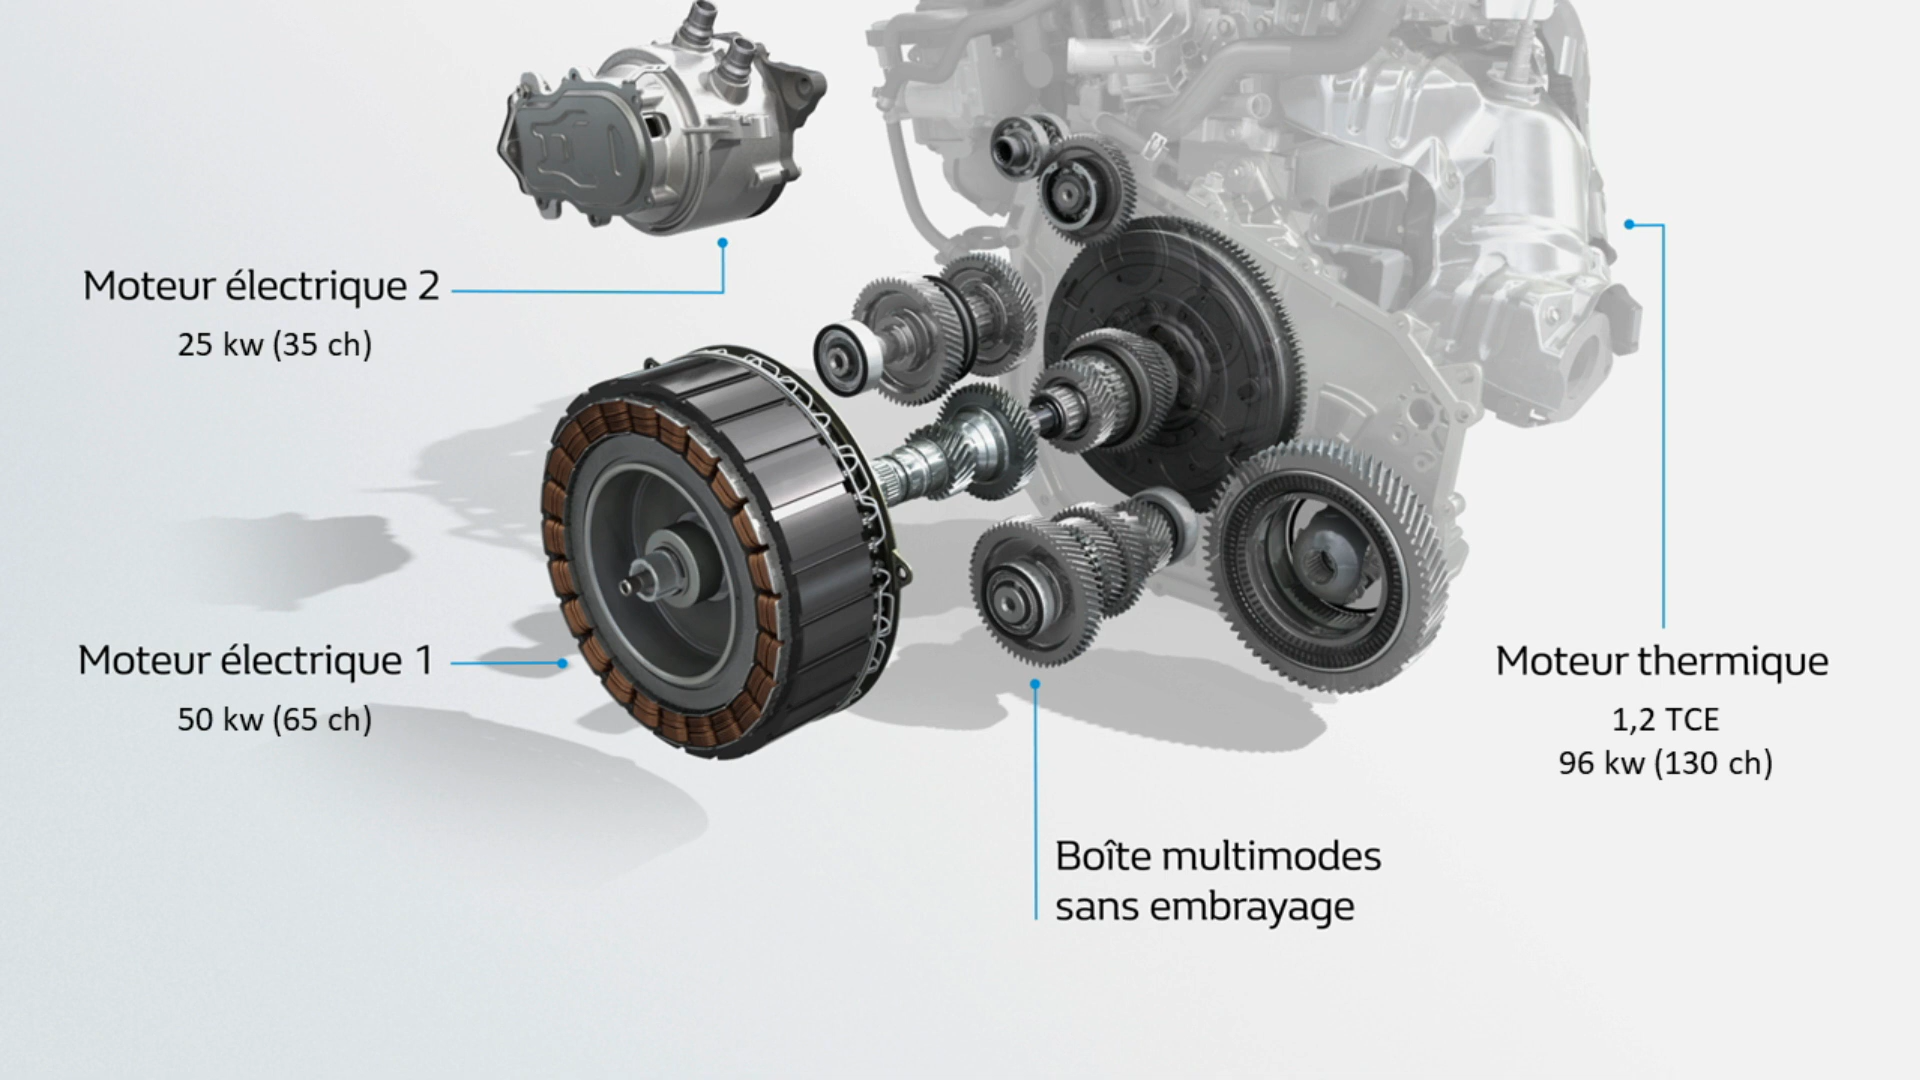 Moteur électrique 2
25 kw (35 ch)
Moteur électrique 1
50 kw (65 ch)
Moteur thermique
1,2 TCE
96 kw (130 ch)
Boîte multimodes
sans embrayage